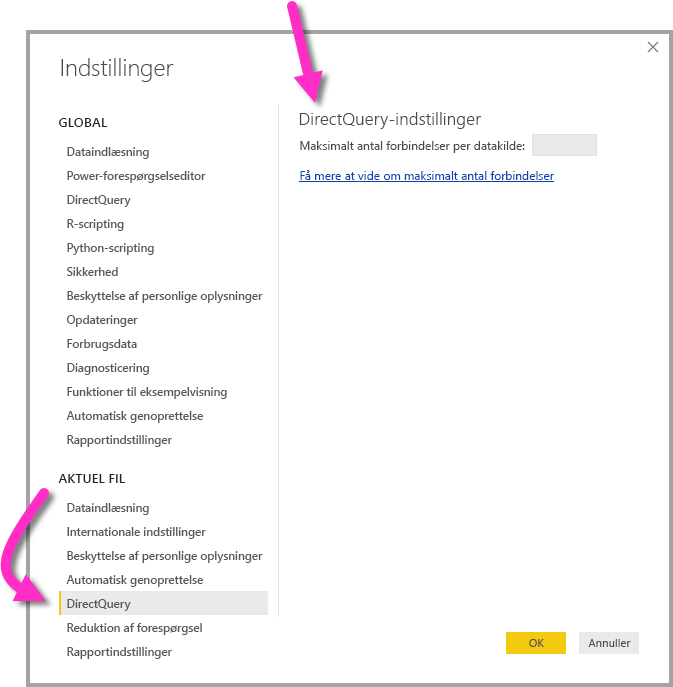 Indstillinger
GLOBAL
Dataindlæsning
Power-forespørgselseditor
DirectQuery
R-scripting
Python-scripting
Sikkerhed
Beskyttelse af personlige oplysninger
Opdateringer
Forbrugsdata
Diagnosticering
Funktioner til eksempelvisning
Automatisk genoprettelse
Rapportindstillinger
AKTUEL FIL
Dataindlæsning
Internationale indstillinger
Beskyttelse af personlige oplysninger
Automatisk genoprettelse
DirectQuery
Reduktion af forespørgsel
Rapportindstillinger
DirectQuery-indstillinger
Maksimalt antal forbindelser per datakilde:
Få mere at vide om maksimalt antal forbindelser
OK
Annuller